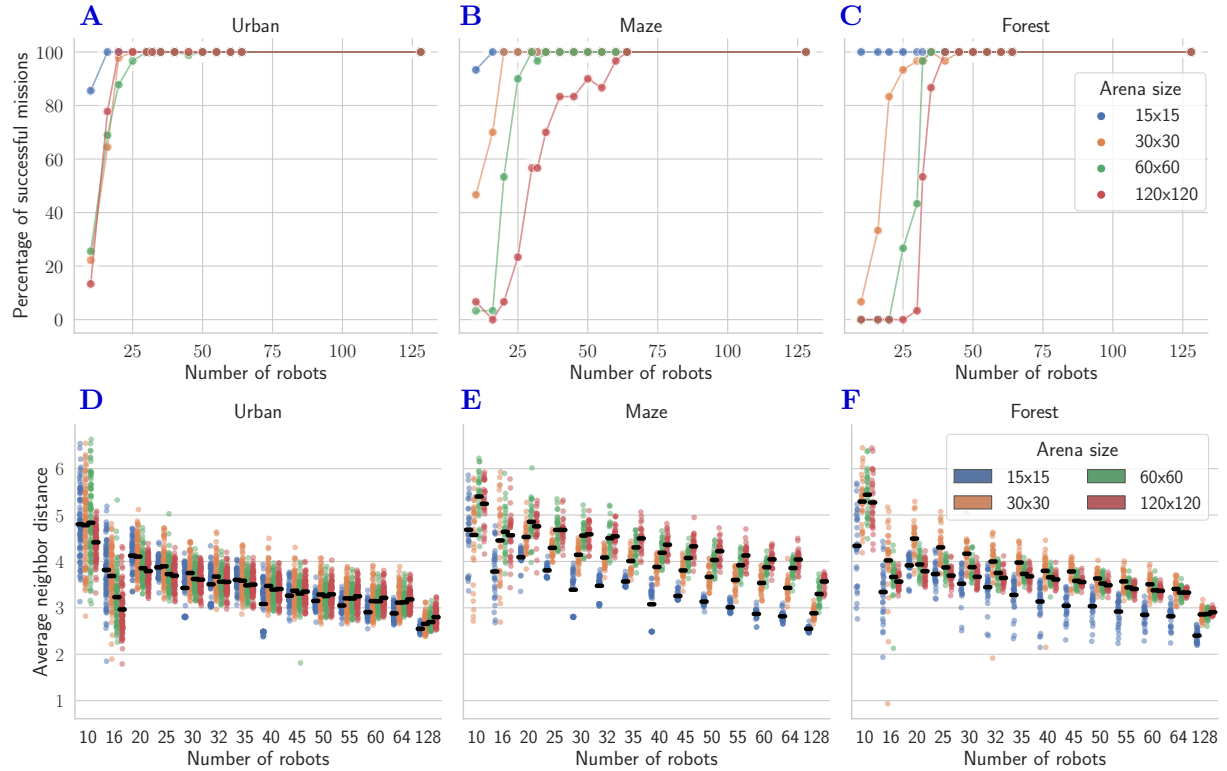 A Urban B Maze C Forest
Percentage of successful missions
100
80
60
40
20
0
25 50 75 100 125
25 50 75 100 125
25 50 75 100 125
Number of robots Number of robots Number of robots
Arena size
15x15
30x30
60x60
120x120
D Urban E Maze F Forest
Average neighbor distance
6
5
4
3
2
1
10 16 20 25 30 32 35 40 45 50 55 60 64 128
10 16 20 25 30 32 35 40 45 50 55 60 64 128
10 16 20 25 30 32 35 40 45 50 55 60 64 128
Number of robots Number of robots Number of robots
Arena size
15x15 60x60
30x30 120x120